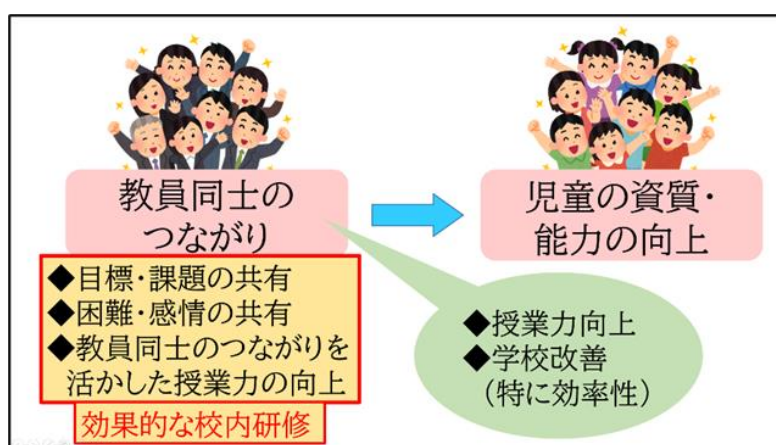 教員同士の
つながり
児童の資質・
能力の向上
◆目標・課題の共有
◆困難・感情の共有
◆教員同士のつながりを
活かした授業力の向上
効果的な校内研修
◆授業力向上
◆学校改善
(特に効率性)